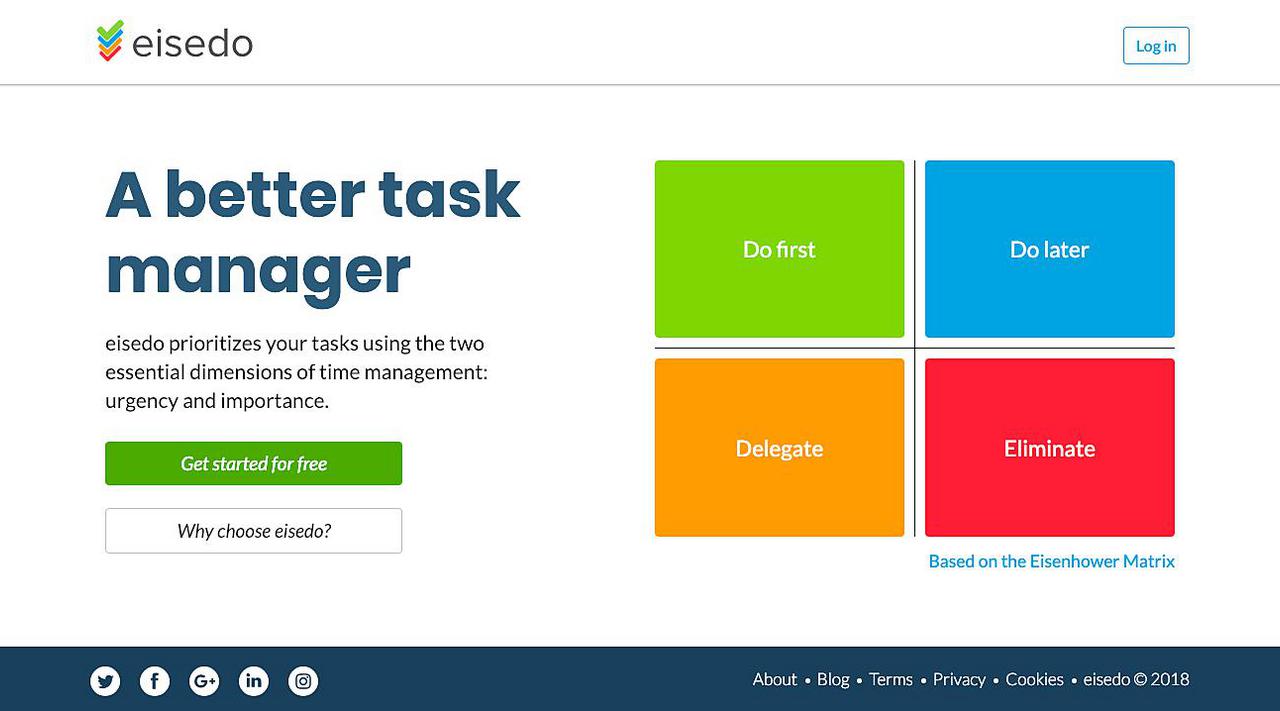 eisedo
Log in
A better task
manager
eisedo prioritizes your tasks using the two
essential dimensions of time management:
urgency and importance.
Get started for free
Why choose eisedo?
Do first
Do later
Delegate
Eliminate
Based on the Eisenhower Matrix
f G+ in
About • Blog • Terms • Privacy • Cookies • eisedo © 2018